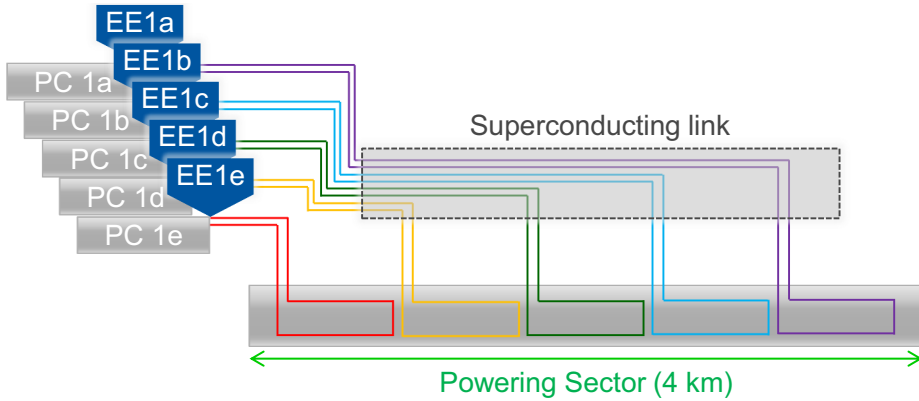 EE1a
EE1b
PC 1a
EE1c
PC 1b
EE1d
PC 1c
EE1e
PC 1d
PC 1e
Superconducting link
Powering Sector (4 km)